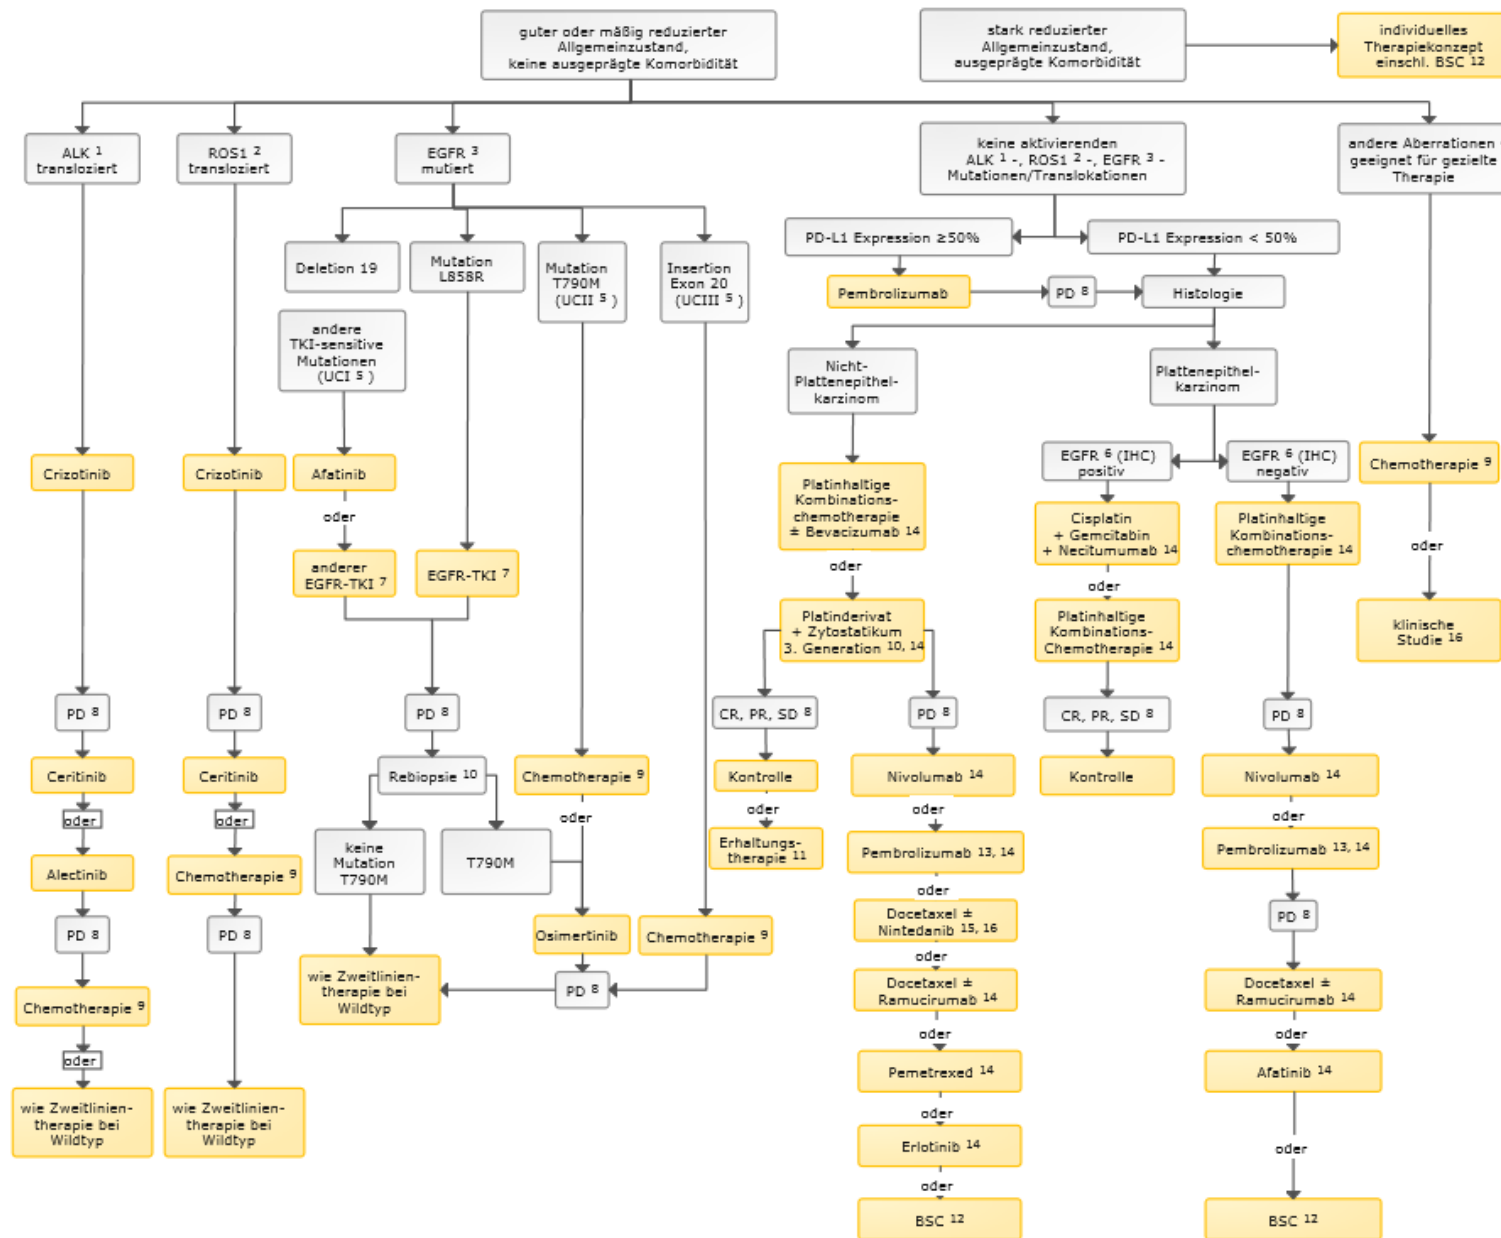 guter oder mäßig reduzierter
Allgemeinzustand,
keine ausgeprägte Komorbidität
stark reduzierter
Allgemeinzustand,
ausgeprägte Komorbidität
individuelles
Therapiekonzept
einschl. BSC 12
ALK 1
transloziert
ROS1 2
transloziert
EGFR 3
mutiert
keine aktivierenden
ALK 1 -, ROS1 2 -, EGFR 3 -
Mutationen/Translokationen
andere Aberrationen
geeignet für gezielte
Therapie
Deletion 19
Mutation
L858R
Mutation
T790M
(UCII 5 )
Insertion
Exon 20
(UCIII 5 )
andere
TKI-sensitive
Mutationen
(UCI 5 )
PD-L1 Expression ≥50%
PD-L1 Expression < 50%
Pembrolizumab
PD 8
Histologie
Nicht-
Plattenepithel-
karzinom
Plattenepithel-
karzinom
Crizotinib
Crizotinib
Afatinib
oder
anderer
EGFR-TKI 7
EGFR-TKI 7
Platinhaltige
Kombinations-
chemotherapie
± Bevacizumab 14
oder
Platinderivat
+ Zytostatikum
3. Generation 10, 14
EGFR 6 (IHC)
positiv
EGFR 6 (IHC)
negativ
Cisplatin
+ Gemcitabin
+ Necitumumab 14
oder
Platinhaltige
Kombinations-
Chemotherapie 14
Platinhaltige
Kombinations-
chemotherapie 14
Chemotherapie 9
oder
klinische
Studie 16
PD 8
PD 8
PD 8
CR, PR, SD 8
PD 8
CR, PR, SD 8
PD 8
Ceritinib
oder
Alectinib
PD 8
Chemotherapie 9
oder
wie Zweitlinien-
therapie bei
Wildtyp
Ceritinib
oder
Chemotherapie 9
PD 8
wie Zweitlinien-
therapie bei
Wildtyp
Rebiopsie 10
keine
Mutation
T790M
T790M
wie Zweitlinien-
therapie bei
Wildtyp
Chemotherapie 9
oder
Osimertinib
PD 8
Chemotherapie 9
Kontrolle
oder
Erhaltungs-
therapie 11
Nivolumab 14
oder
Pembrolizumab 13, 14
oder
Docetaxel ±
Nintedanib 15, 16
oder
Docetaxel ±
Ramucirumab 14
oder
Pemetrexed 14
oder
Erlotinib 14
oder
BSC 12
Kontrolle
Nivolumab 14
oder
Pembrolizumab 13, 14
PD 8
Docetaxel ±
Ramucirumab 14
oder
Afatinib 14
oder
BSC 12